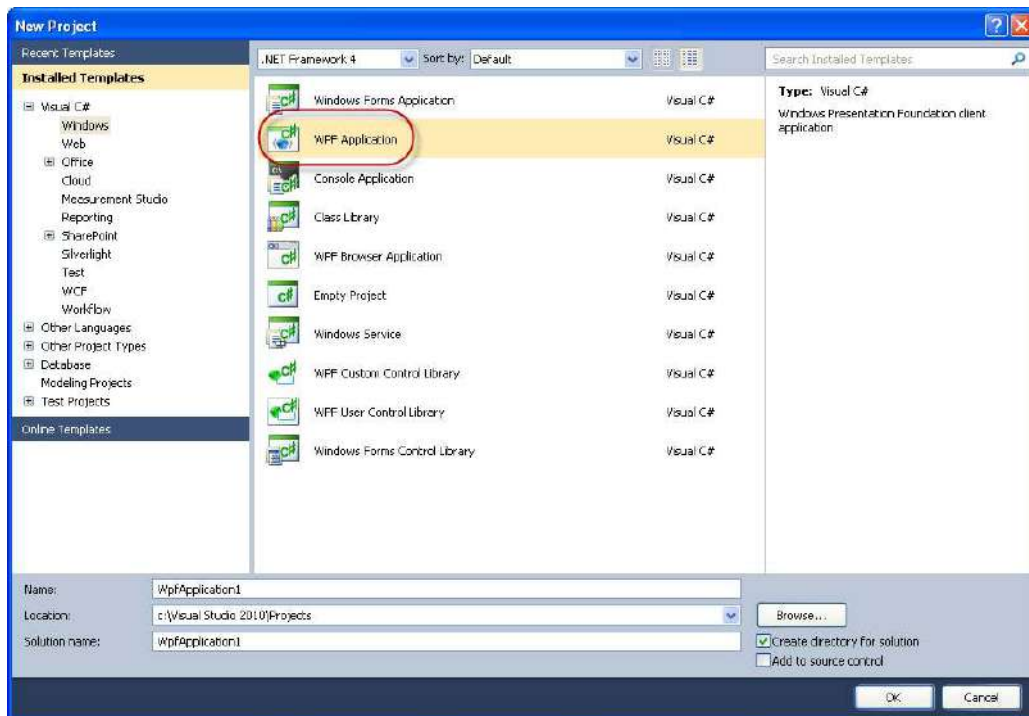 New Project
Recent Templates
Installed Templates
Visual C#
Windows
Web
Office
Cloud
Measurement Studio
Reporting
SharePoint
Silverlight
Test
WCF
Workflow
Other Languages
Other Project Types
Database
Modeling Projects
Test Projects
Online Templates
.NET Framework 4 Sort by: Default
Windows Forms Application Visual C#
WPF Application Visual C#
Console Application Visual C#
Class Library Visual C#
WPF Browser Application Visual C#
Empty Project Visual C#
Windows Service Visual C#
WPF Custom Control Library Visual C#
WPF User Control Library Visual C#
Windows Forms Control Library Visual C#
Search Installed Templates
Type: Visual C#
Windows Presentation Foundation client
application
Name: WpfApplication1
Location: c:\Visual Studio 2010\Projects Browse...
Solution name: WpfApplication1
Create directory for solution
Add to source control
OK Cancel